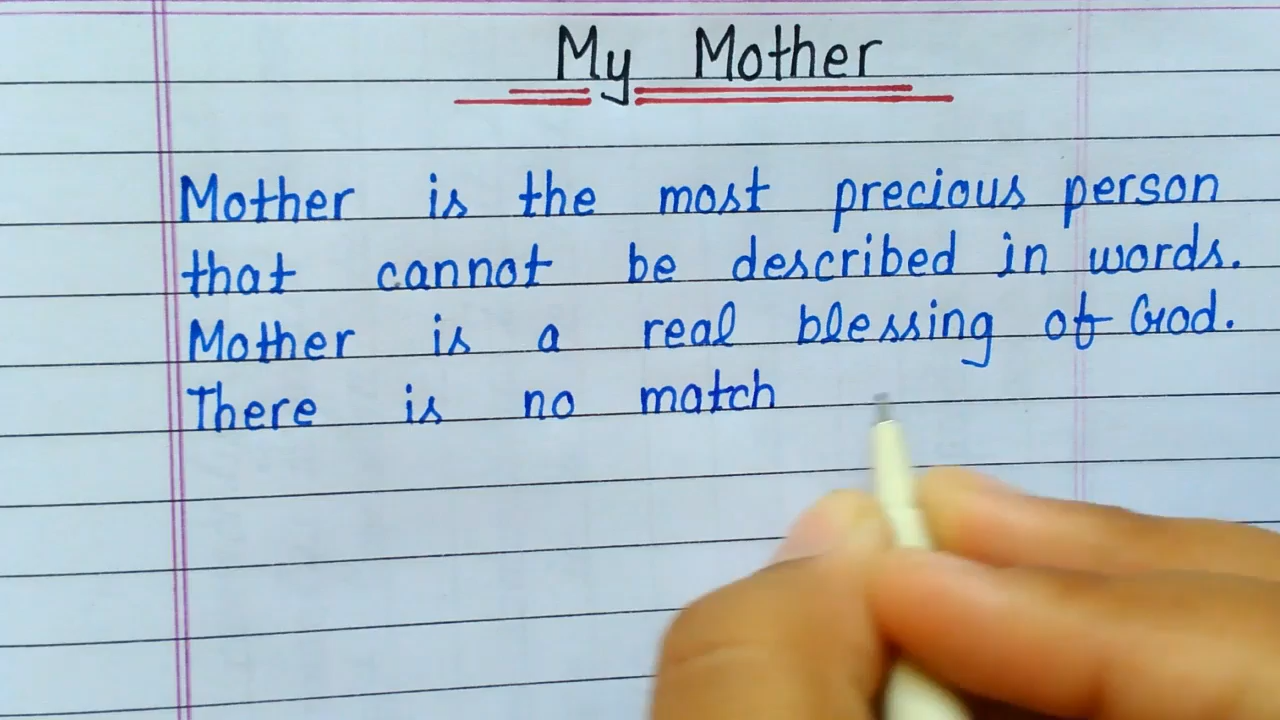 My Mother
Mother is the most precious person
that cannot be described in words.
Mother is a real blessing of God.
There is no match